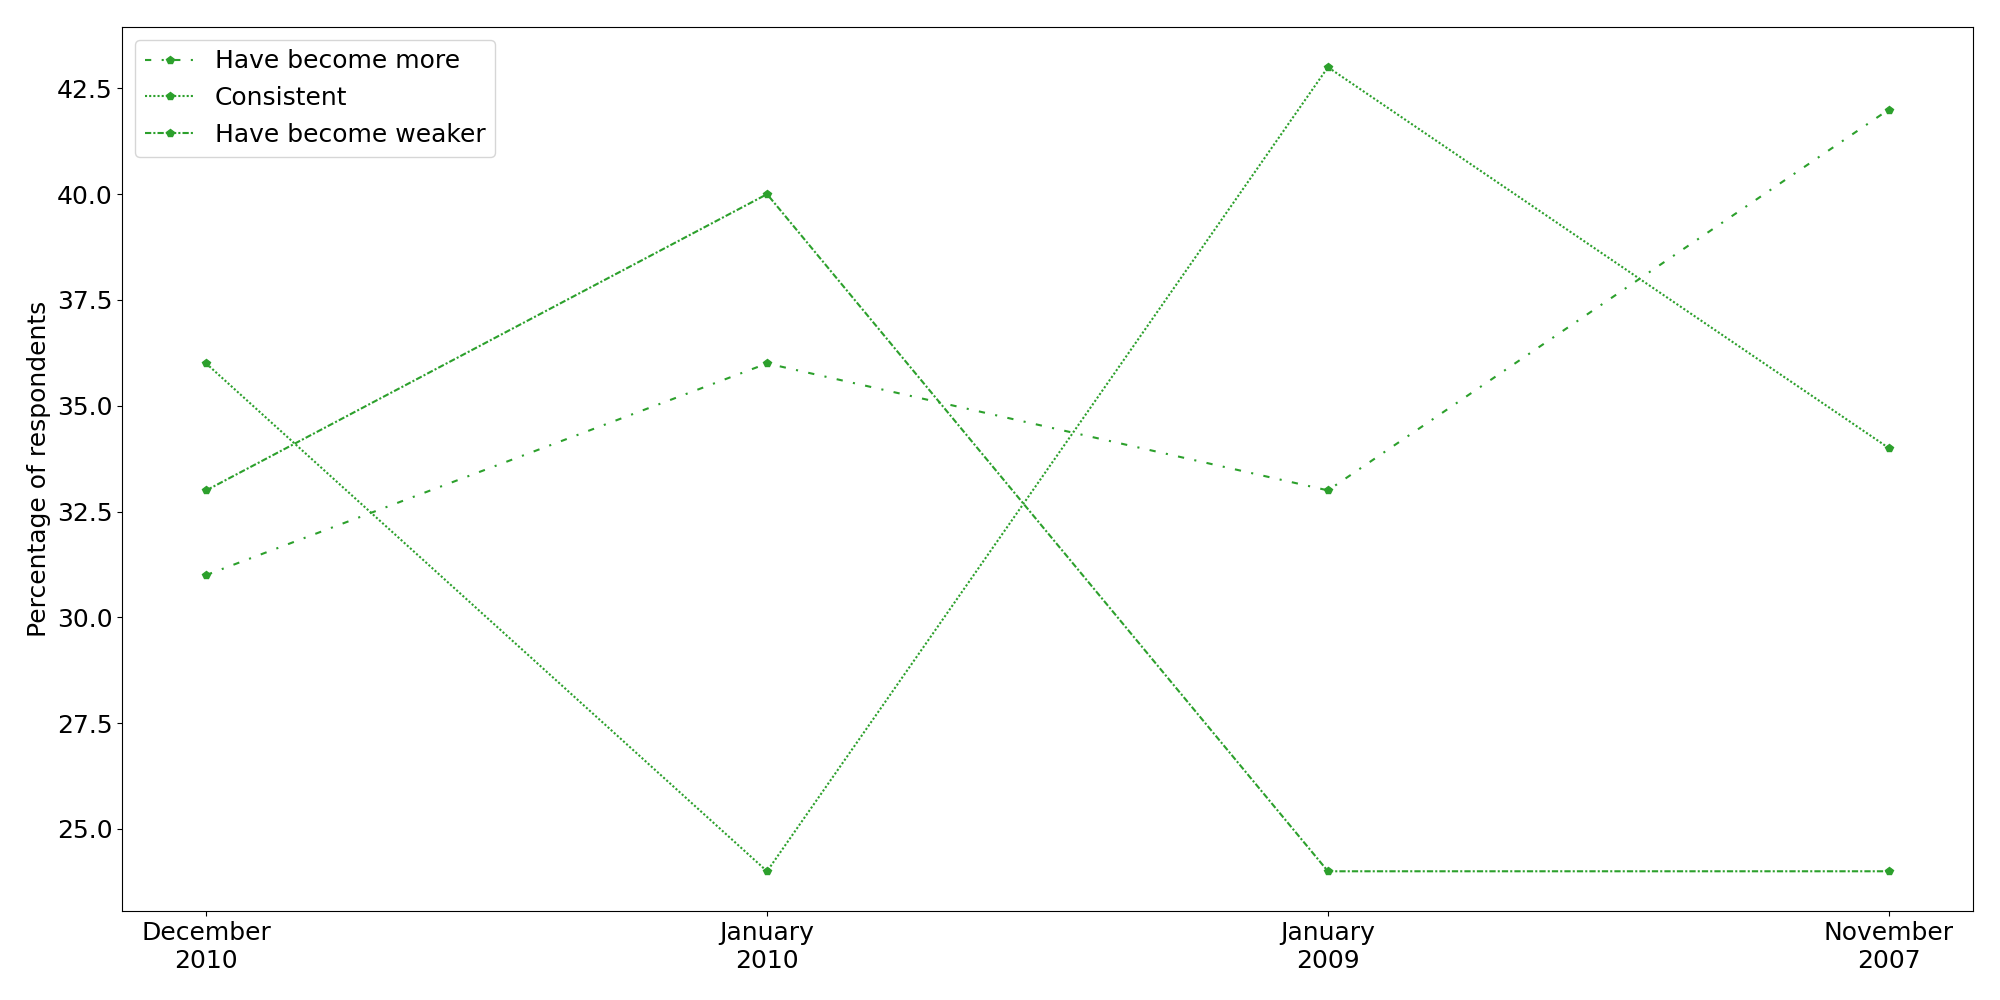 Have become more
Consistent
Have become weaker
Percentage of respondents
42.5
40.0
37.5
35.0
32.5
30.0
27.5
25.0
December
2010
January
2010
January
2009
November
2007